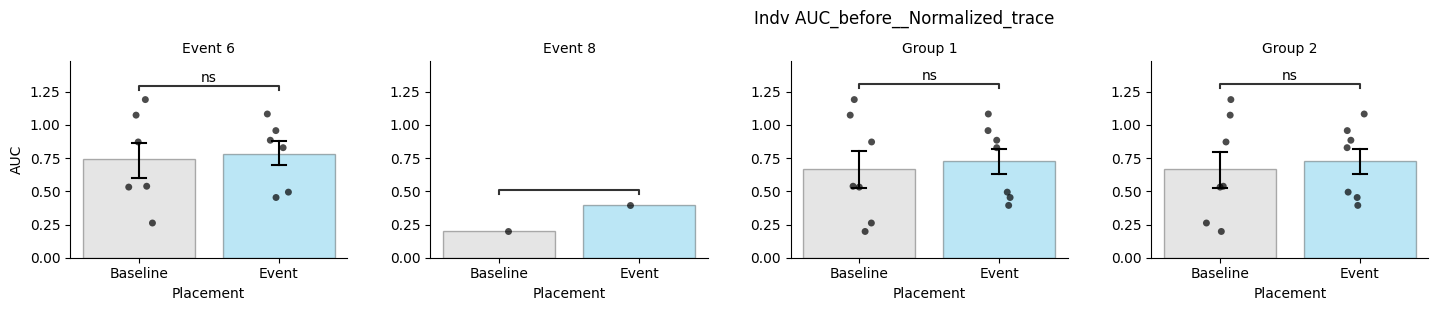 Indv AUC_before__Normalized_trace
Event 6
Event 8
Group 1
Group 2
AUC
1.25
1.00
0.75
0.50
0.25
0.00
ns
Baseline
Event
Placement
1.25
1.00
0.75
0.50
0.25
0.00
Baseline
Event
Placement
1.25
1.00
0.75
0.50
0.25
0.00
ns
Baseline
Event
Placement
1.25
1.00
0.75
0.50
0.25
0.00
ns
Baseline
Event
Placement